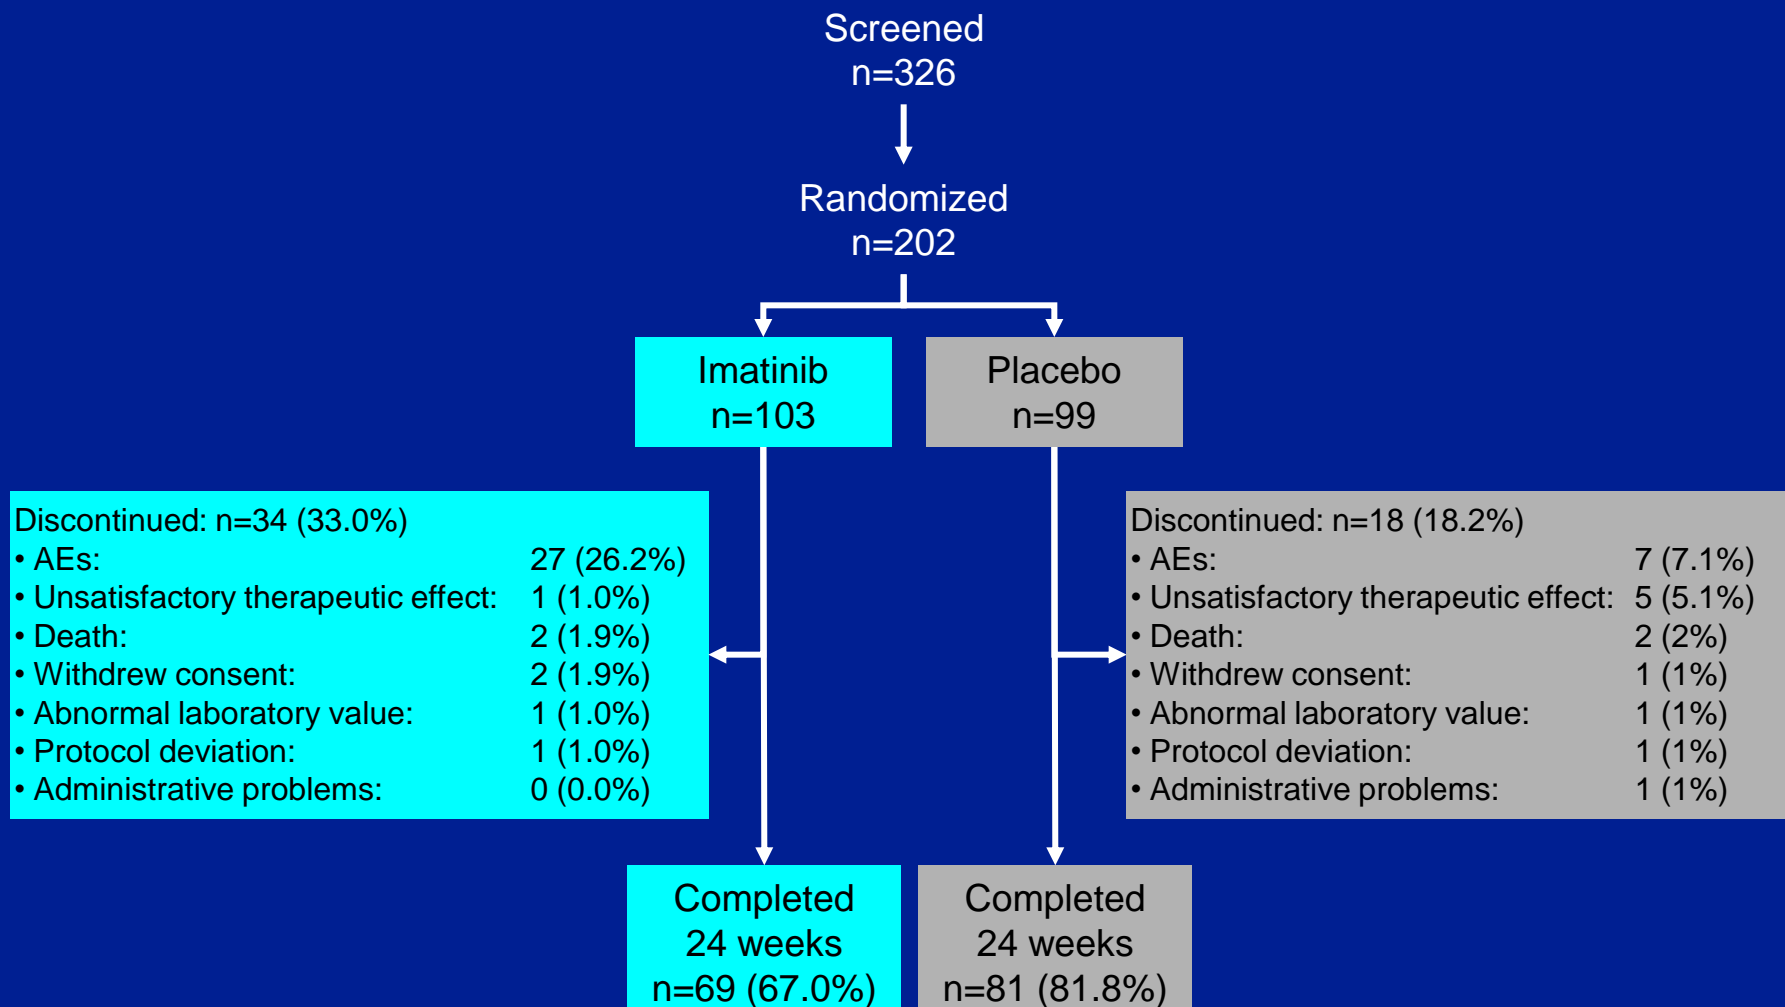 Screened
n=326
Randomized
n=202
Imatinib
n=103
Placebo
n=99
Discontinued: n=34 (33.0%)
• AEs: 27 (26.2%)
• Unsatisfactory therapeutic effect: 1 (1.0%)
• Death: 2 (1.9%)
• Withdrew consent: 2 (1.9%)
• Abnormal laboratory value: 1 (1.0%)
• Protocol deviation: 1 (1.0%)
• Administrative problems: 0 (0.0%)
Discontinued: n=18 (18.2%)
• AEs: 7 (7.1%)
• Unsatisfactory therapeutic effect: 5 (5.1%)
• Death: 2 (2%)
• Withdrew consent: 1 (1%)
• Abnormal laboratory value: 1 (1%)
• Protocol deviation: 1 (1%)
• Administrative problems: 1 (1%)
Completed
24 weeks
n=69 (67.0%)
Completed
24 weeks
n=81 (81.8%)